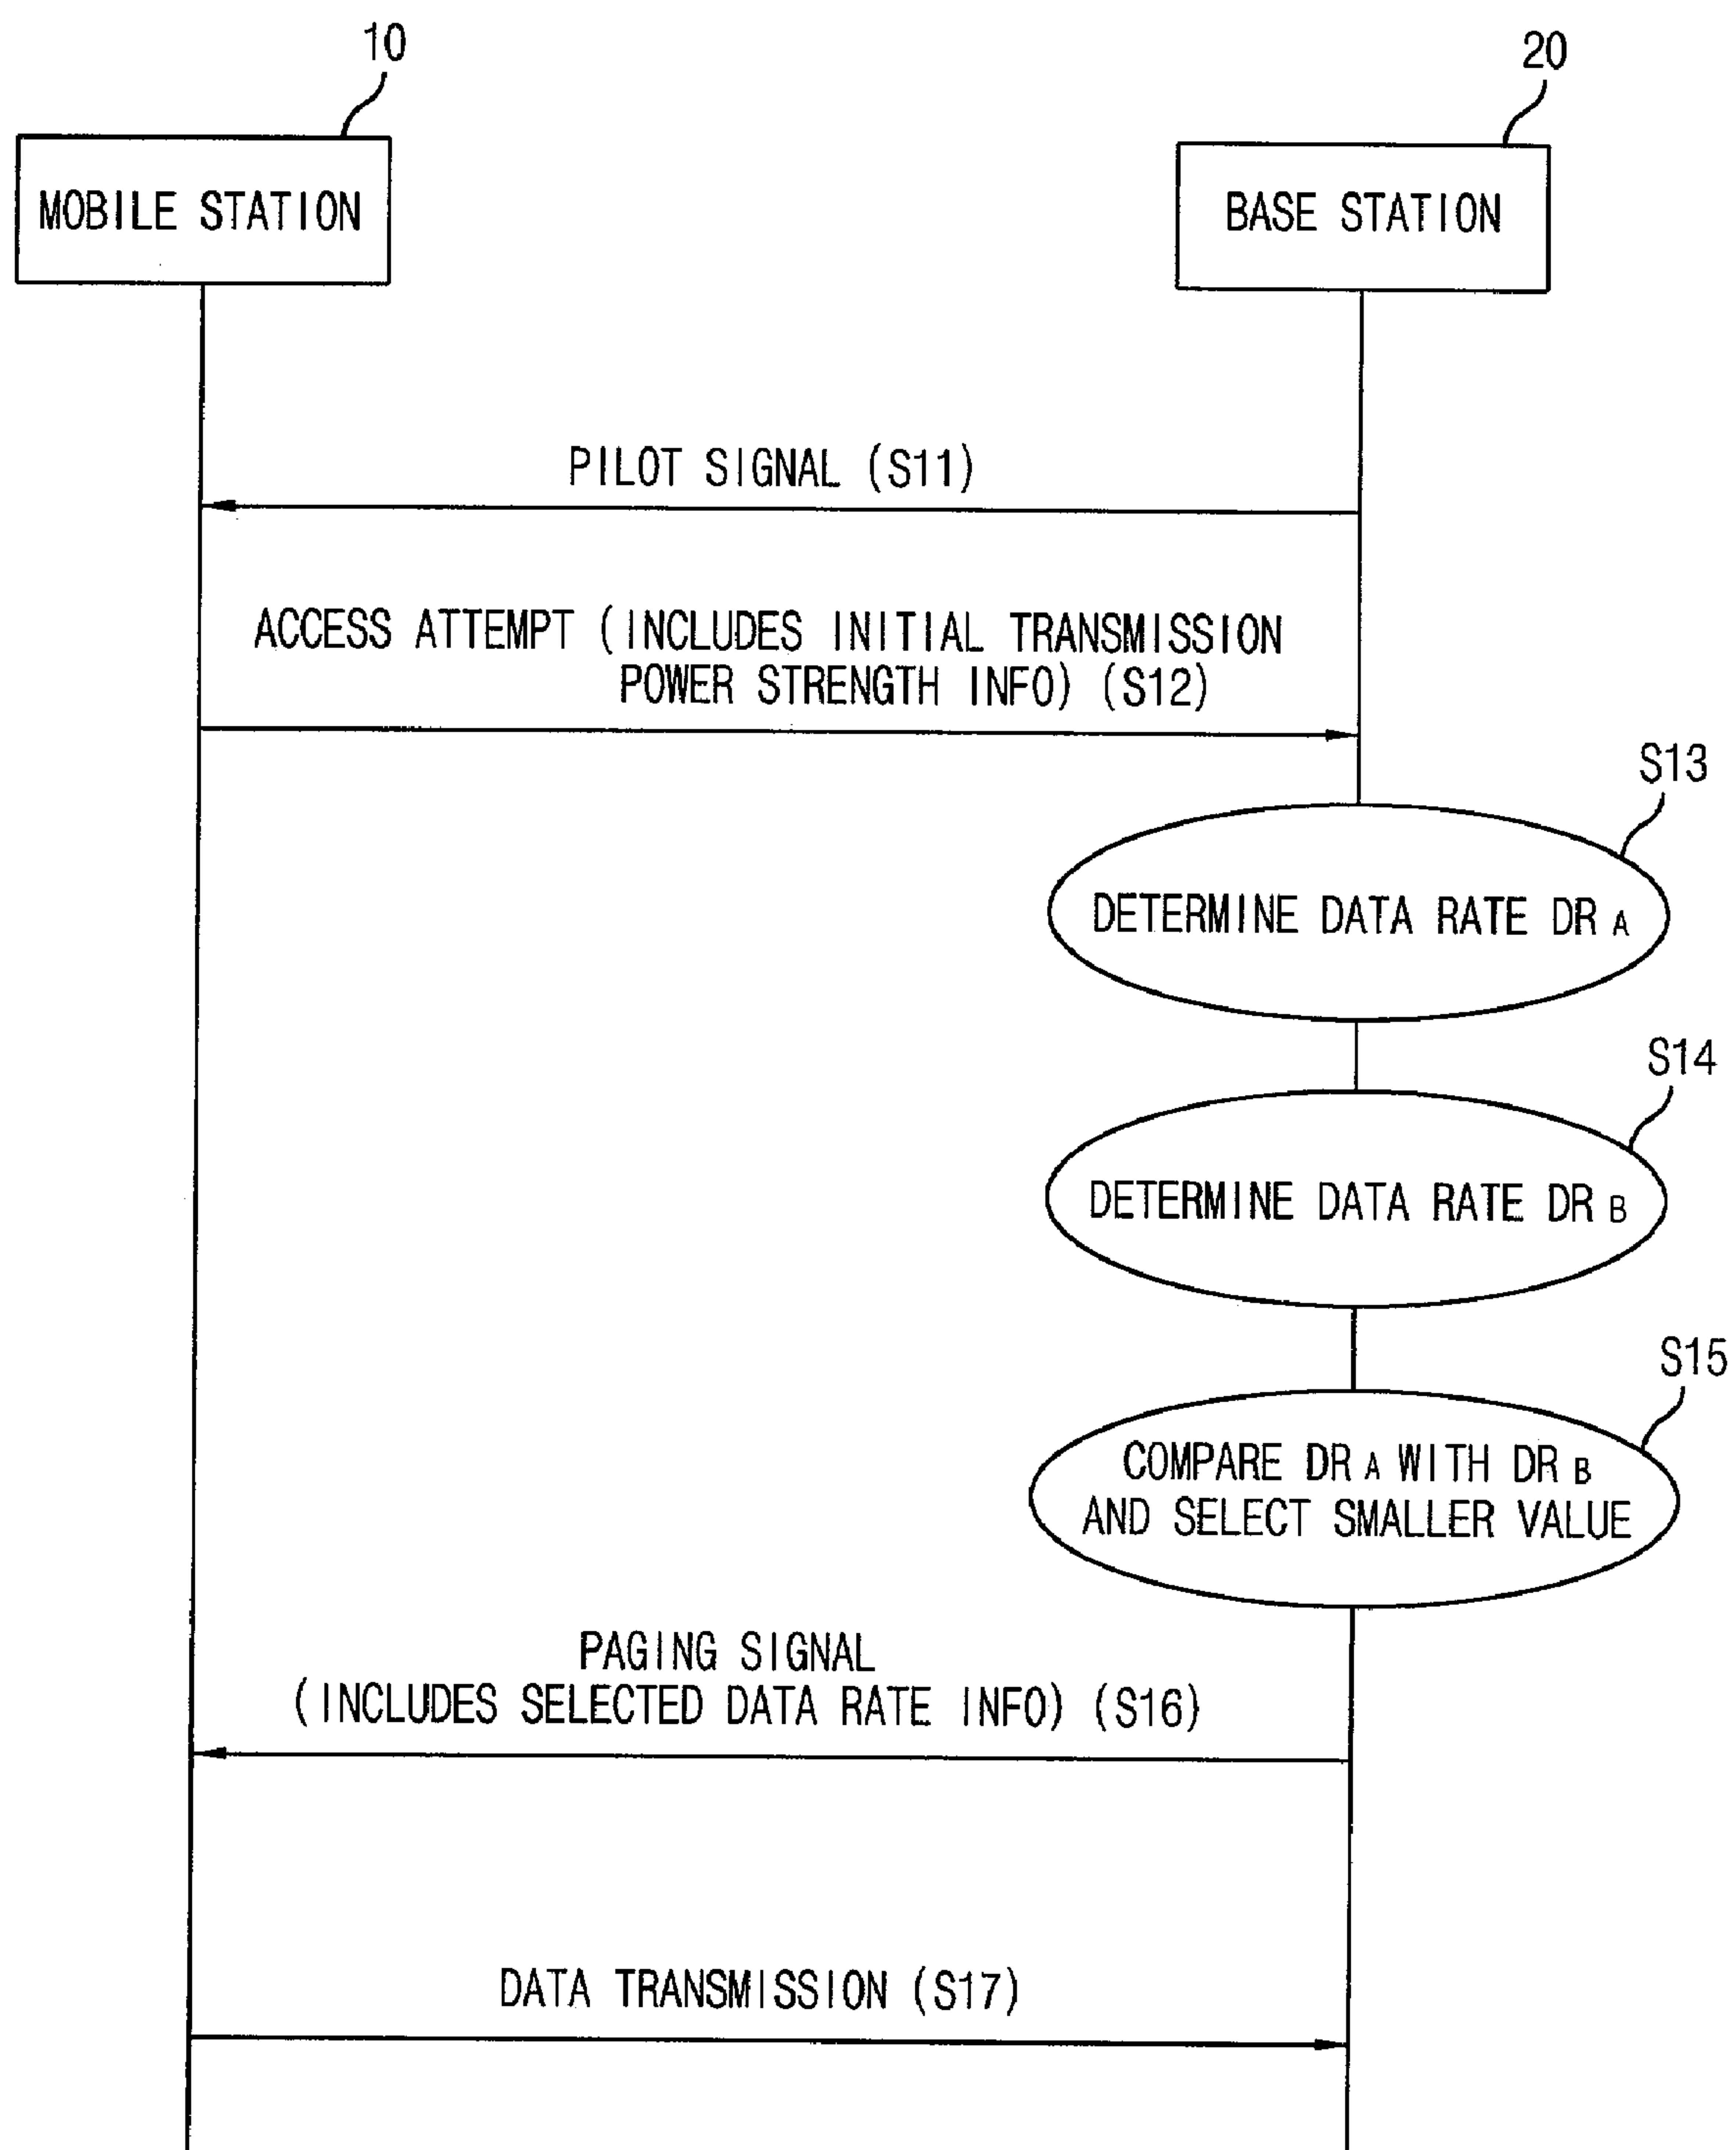 10
20
MOBILE STATION
BASE STATION
PILOT SIGNAL (S11)
ACCESS ATTEMPT (INCLUDES INITIAL TRANSMISSION
POWER STRENGTH INFO) (S12)
S13
DETERMINE DATA RATE DR A
S14
DETERMINE DATA RATE DR B
S15
COMPARE DR A WITH DR B
AND SELECT SMALLER VALUE
PAGING SIGNAL
(INCLUDES SELECTED DATA RATE INFO) (S16)
DATA TRANSMISSION (S17)